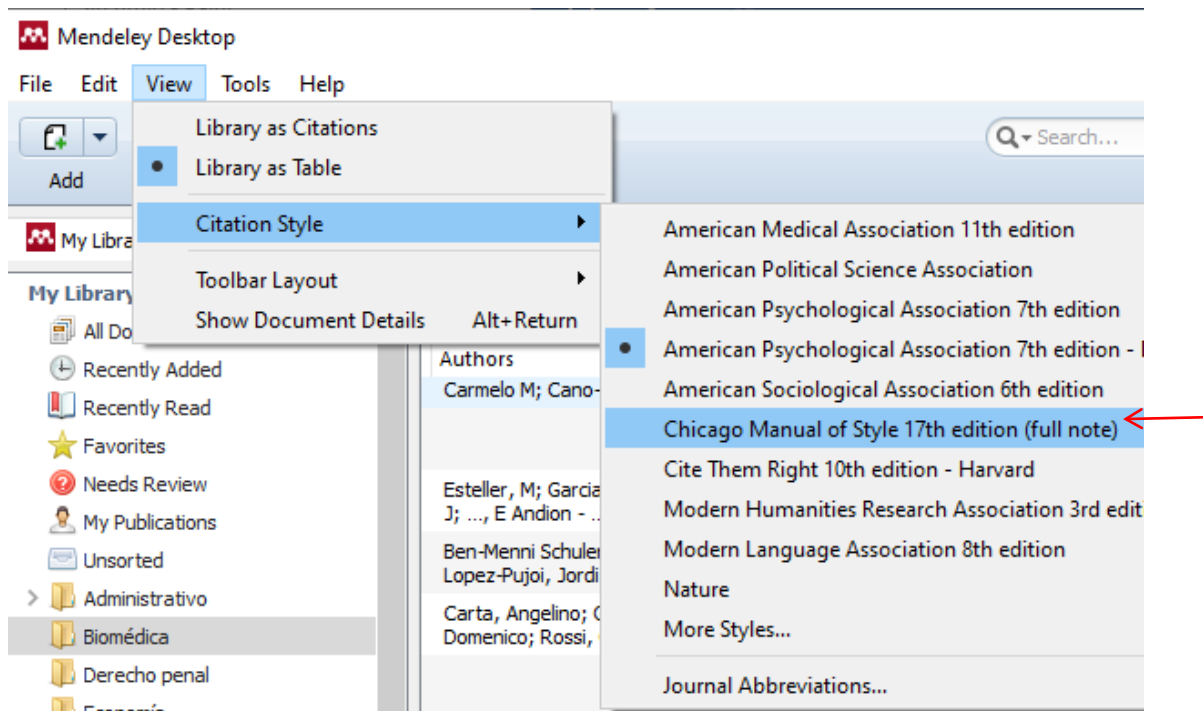 Mendeley Desktop
File Edit View Tools Help
Library as Citations
Library as Table
Citation Style
Toolbar Layout
Show Document Details Alt+Return
Add
Search...
My Libra
My Library
All Do
Recently Added
Recently Read
Favorites
Needs Review
My Publications
Unsorted
Administrativo
Biomédica
Derecho penal
Authors
Carmelo M; Cano-
Esteller, M; Garcia
J; ..., E Andion - ..
Ben-Menni Schuler
Lopez-Pujol, Jordi
Carta, Angelino;
Domenico; Rossi,
American Medical Association 11th edition
American Political Science Association
American Psychological Association 7th edition
American Psychological Association 7th edition -
American Sociological Association 6th edition
Chicago Manual of Style 17th edition (full note)
Cite Them Right 10th edition - Harvard
Modern Humanities Research Association 3rd edit
Modern Language Association 8th edition
Nature
More Styles...
Journal Abbreviations...